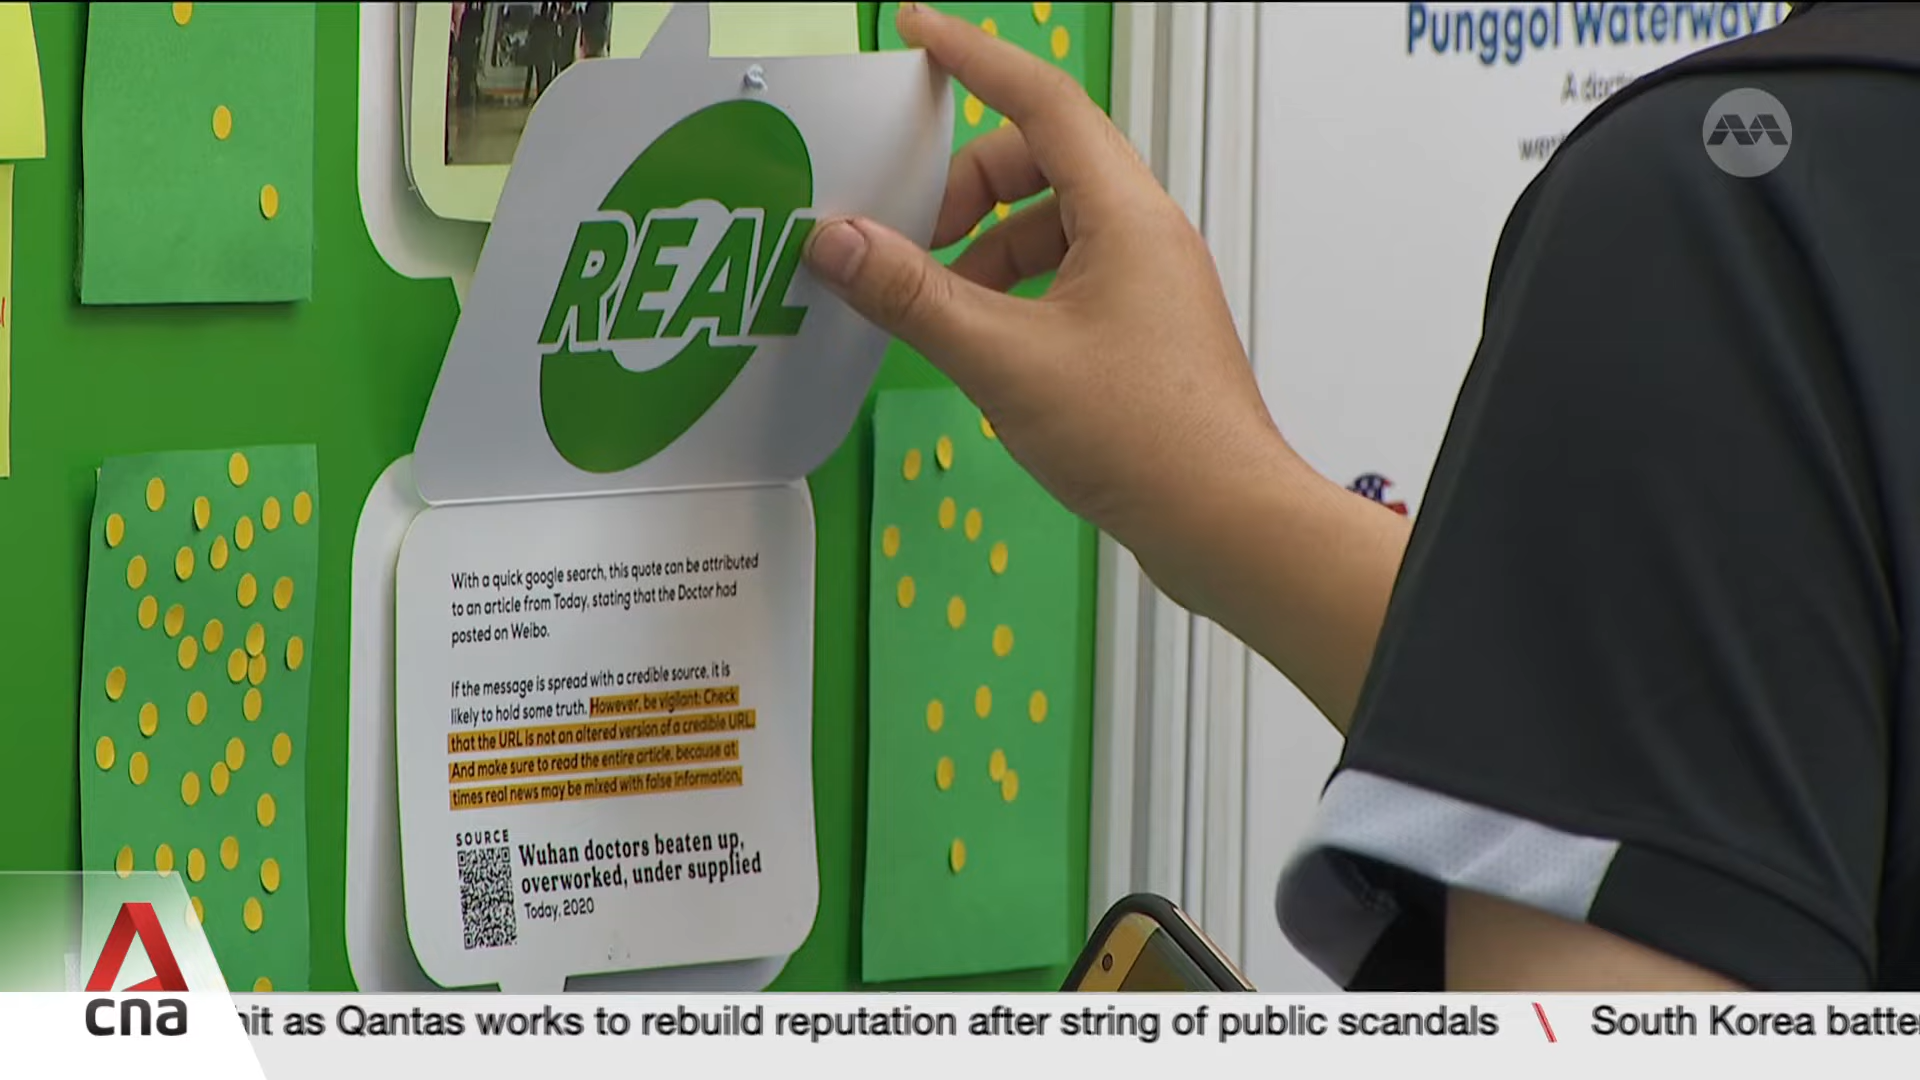 Punggol Waterway
REAL
With a quick google search, this quote can be attributed
to an article from Today, stating that the Doctor had
posted on Weibo.
If the message is spread with a credible source, it is
likely to hold some truth. However, be vigilant: Check
that the URL is not an altered version of a credible URL.
And make sure to read the entire article, because at
times real news may be mixed with false information.
SOURCE
Wuhan doctors beaten up,
overworked, under supplied
Today, 2020
cna
as Qantas works to rebuild reputation after string of public scandals \ South Korea